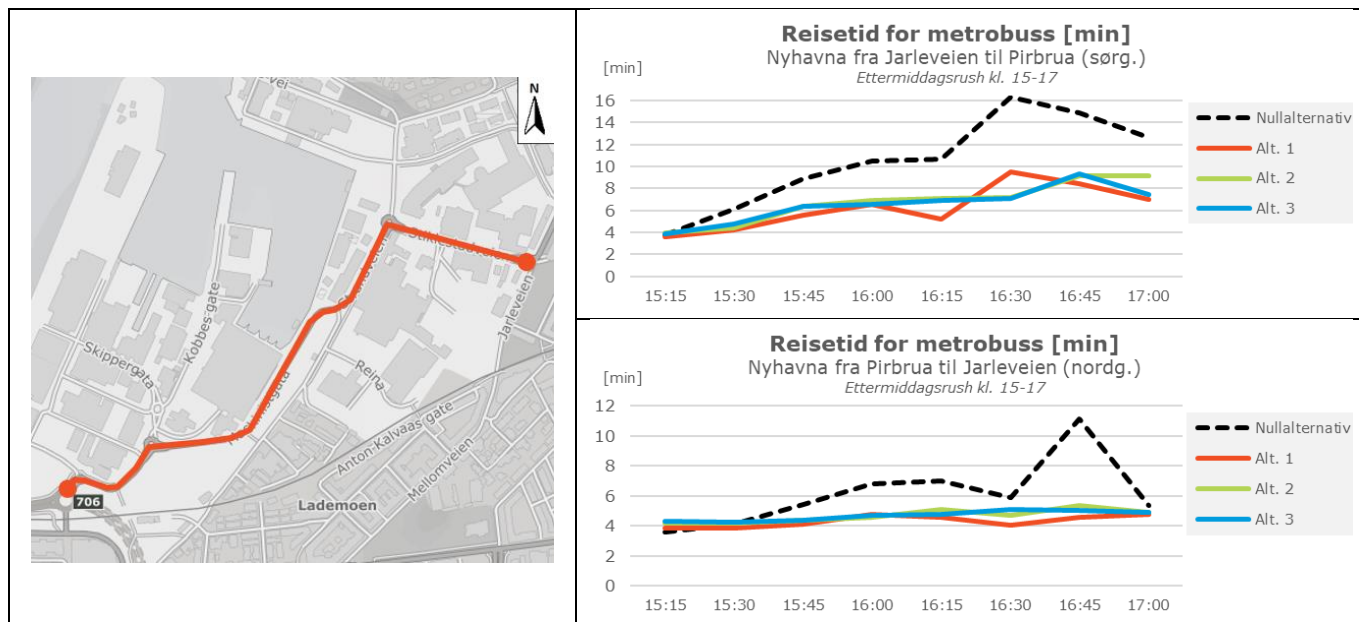 N
Stiklestadveien
Strandveien
Jarleveien
Kobbes gate
Skippergata
Reina
Maskinistgata
Anton Kalvaas gate
Mellomveien
Lademoen
706
Reisetid for metrobuss [min]
Nyhavna fra Jarleveien til Pirbrua (sørg.)
Ettermiddagsrush kl. 15-17
[min]
16
14
12
10
8
6
4
2
0
15:15 15:30 15:45 16:00 16:15 16:30 16:45 17:00
Nullalternativ
Alt. 1
Alt. 2
Alt. 3
Reisetid for metrobuss [min]
Nyhavna fra Pirbrua til Jarleveien (nordg.)
Ettermiddagsrush kl. 15-17
[min]
12
10
8
6
4
2
0
15:15 15:30 15:45 16:00 16:15 16:30 16:45 17:00
Nullalternativ
Alt. 1
Alt. 2
Alt. 3